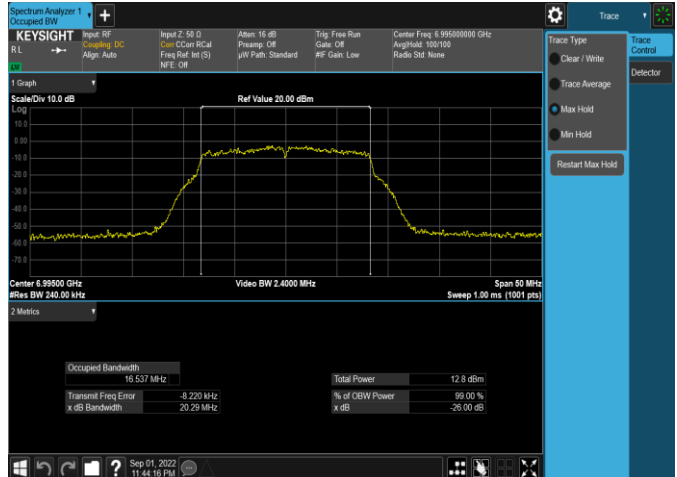 Spectrum Analyzer 1
Occupied BW
KEYSIGHT
R L
Input: RF
Coupling: DC
Align: Auto
Input Z: 50 Ω
Corr CCorr RCal
Freq Ref: Int (S)
NFE: Off
Atten: 16 dB
Preamp: Off
µW Path: Standard
Trig: Free Run
Gate: Off
#IF Gain: Low
Center Freq: 6.995000000 GHz
Avg|Hold: 100/100
Radio Std: None
1 Graph
Scale/Div 10.0 dB
Ref Value 20.00 dBm
Log
10.0
0.00
-10.0
-20.0
-30.0
-40.0
-50.0
-60.0
-70.0
Center 6.99500 GHz
#Res BW 240.00 kHz
Video BW 2.4000 MHz
Span 50 MHz
Sweep 1.00 ms (1001 pts)
2 Metrics
Occupied Bandwidth
16.537 MHz
Transmit Freq Error -8.220 kHz
x dB Bandwidth 20.29 MHz
Total Power 12.8 dBm
% of OBW Power 99.00 %
x dB -26.00 dB
Sep 01, 2022
11:44:16 PM
Trace
Trace Type
Clear / Write
Trace Average
Max Hold
Min Hold
Restart Max Hold
Trace
Control
Detector